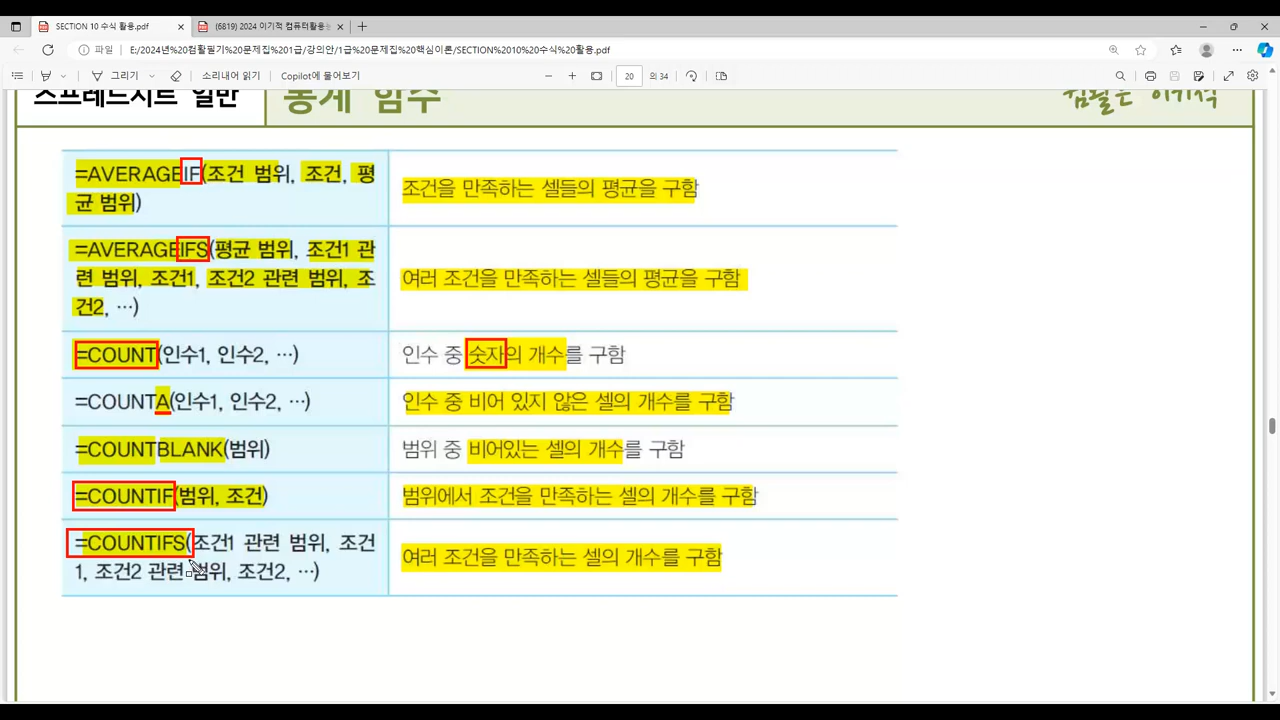 SECTION 10 수식 활용.pdf
(6819) 2024 이기적 컴퓨터활용능
파일
E:/2024년%20컴활필기%20문제집%201급/강의안/1급%20문제집%20핵심이론/SECTION%2010%20수식%20활용.pdf
그리기
소리내어 읽기
Copilot에 물어보기
20
의 34
스프레드시트 일반
통계 함수
컴활은 이기적
=AVERAGEIF(조건 범위, 조건, 평
균 범위)
조건을 만족하는 셀들의 평균을 구함
=AVERAGEIFS(평균 범위, 조건1 관
련 범위, 조건1, 조건2 관련 범위, 조
건2, …)
여러 조건을 만족하는 셀들의 평균을 구함
=COUNT(인수1, 인수2, …)
인수 중 숫자의 개수를 구함
=COUNTA(인수1, 인수2, …)
인수 중 비어 있지 않은 셀의 개수를 구함
=COUNTBLANK(범위)
범위 중 비어있는 셀의 개수를 구함
=COUNTIF(범위, 조건)
범위에서 조건을 만족하는 셀의 개수를 구함
=COUNTIFS(조건1 관련 범위, 조건
1, 조건2 관련 범위, 조건2, …)
여러 조건을 만족하는 셀의 개수를 구함